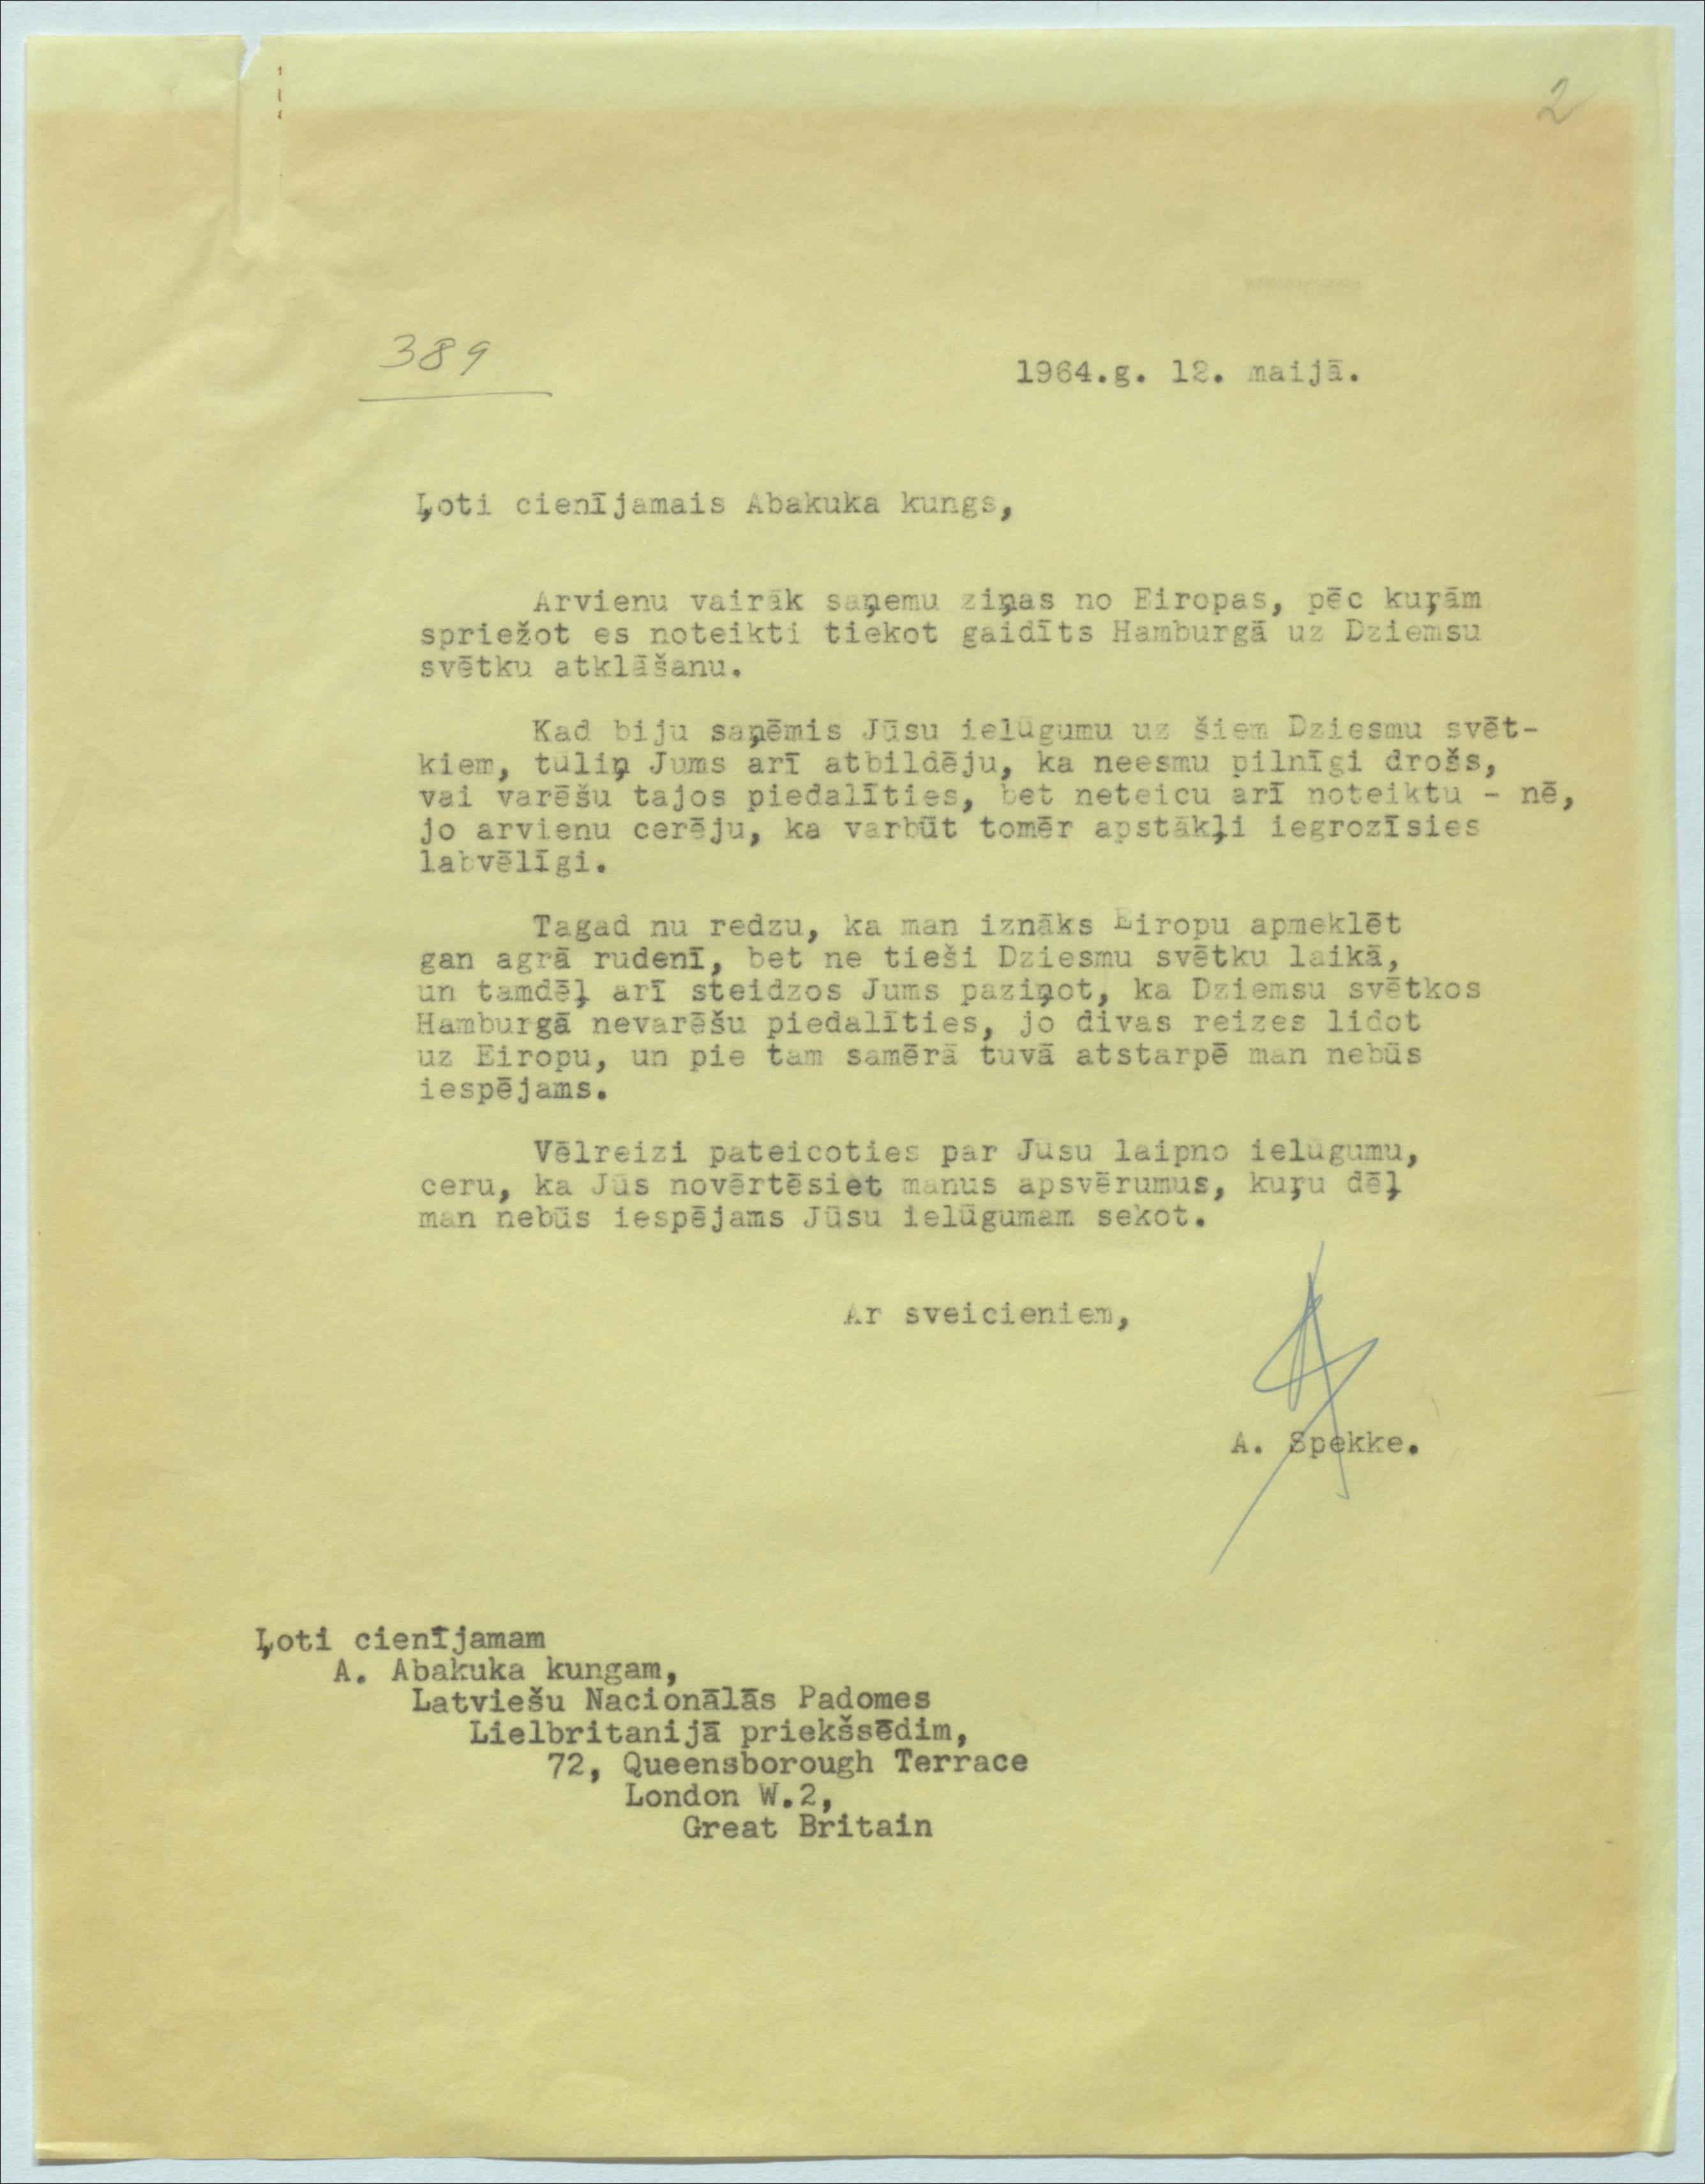 2
389
1964.g. 12. maijā.
Ļoti cienījamais Abakuka kungs,
Arvienu vairāk saņemu ziņas no Eiropas, pēc kuŗām
spriežot es noteikti tiekot gaidīts Hamburgā uz Dziemsu
svētku atklāšanu.
Kad biju saņēmis Jūsu ielūgumu uz šiem Dziesmu svēt-
kiem, tūliņ Jums arī atbildēju, ka neesmu pilnīgi drošs,
vai varēšu tajos piedalīties, bet neteicu arī noteiktu - nē,
jo arvienu cerēju, ka varbūt tomēr apstākļi iegrozīsies
labvēlīgi.
Tagad nu redzu, ka man iznāks Eiropu apmeklēt
gan agrā rudenī, bet ne tieši Dziesmu svētku laikā,
un tamdēļ arī steidzos Jums paziņot, ka Dziemsu svētkos
Hamburgā nevarēšu piedalīties, jo divas reizes lidot
uz Eiropu, un pie tam samērā tuvā atstarpē man nebūs
iespējams.
Vēlreizi pateicoties par Jūsu laipno ielūgumu,
ceru, ka Jūs novērtēsiet manus apsvērumus, kuŗu dēļ
man nebūs iespējams Jūsu ielūgumam sekot.
Ar sveicieniem,
A. Spekke.
Ļoti cienījamam
A. Abakuka kungam,
Latviešu Nacionālās Padomes
Lielbritanijā priekšsēdim,
72, Queensborough Terrace
London W.2,
Great Britain